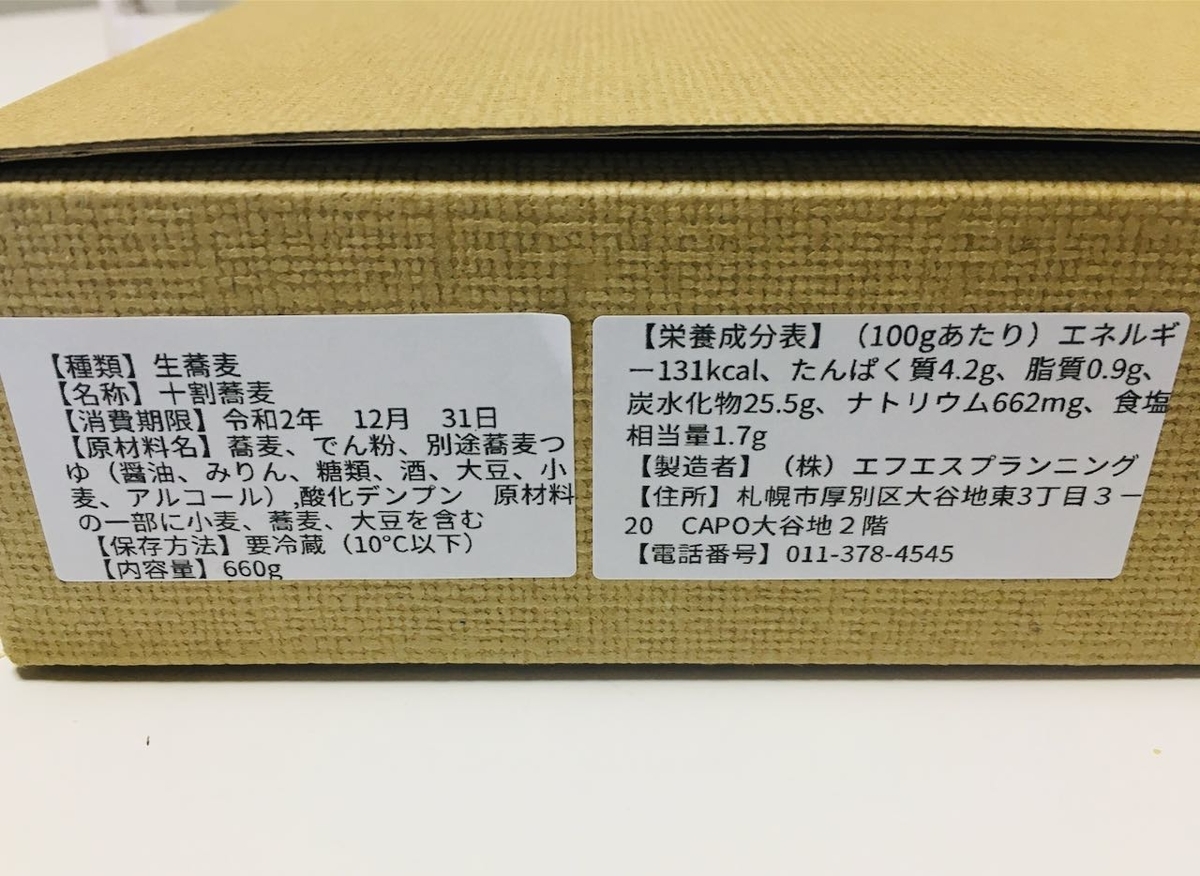 【種類】生蕎麦
【名称】十割蕎麦
【消費期限】令和2年　12月　31日
【原材料名】蕎麦、でん粉、別途蕎麦つ
ゆ（醤油、みりん、糖類、酒、大豆、小
麦、アルコール）,酸化デンプン　原材料
の一部に小麦、蕎麦、大豆を含む
【保存方法】要冷蔵（10℃以下）
【内容量】660g
【栄養成分表】（100gあたり）エネルギ
ー131kcal、たんぱく質4.2g、脂質0.9g、
炭水化物25.5g、ナトリウム662mg、食塩
相当量1.7g
【製造者】（株）エフエスプランニング
【住所】札幌市厚別区大谷地東3丁目３－
20　CAPO大谷地２階
【電話番号】011-378-4545